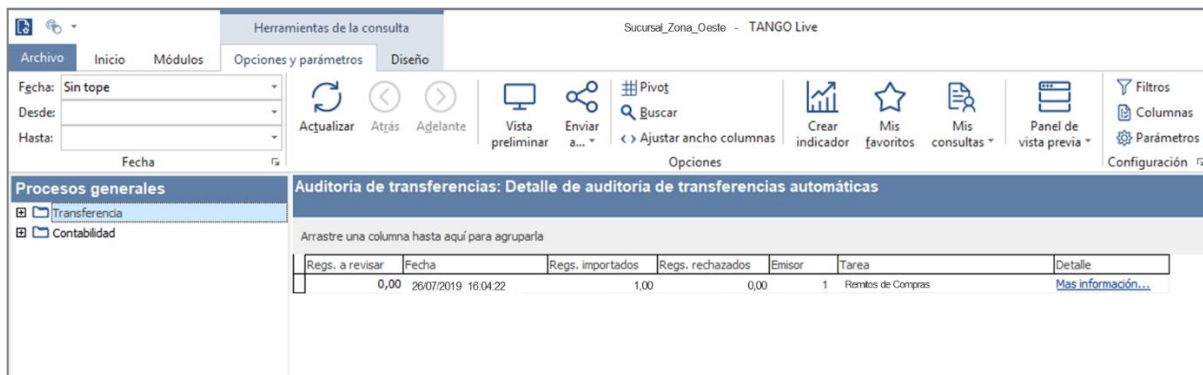 Herramientas de la consulta
Sucursal_Zona_Oeste - TANGO Live
Archivo Inicio Módulos Opciones y parámetros Diseño
Fecha: Sin tope
Desde:
Hasta:
Fecha
Actualizar
Atrás
Adelante
Vista preliminar
Enviar a...
Pivot
Buscar
Ajustar ancho columnas
Crear indicador
Mis favoritos
Mis consultas
Panel de vista previa
Opciones
Filtros
Columnas
Parámetros
Configuración
Procesos generales
Transferencia
Contabilidad
Auditoría de transferencias: Detalle de auditoría de transferencias automáticas
Arrastre una columna hasta aquí para agruparla
Regs. a revisar Fecha Regs. importados Regs. rechazados Emisor Tarea Detalle
0,00 26/07/2019 16:04:22 1,00 0,00 1 Remitos de Compras Mas información...